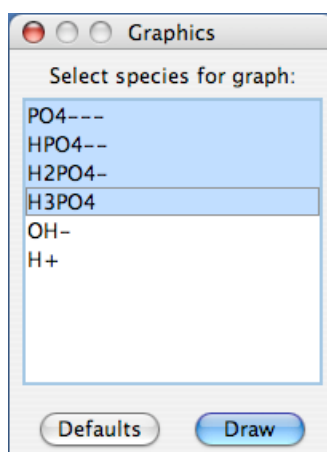 Graphics
Select species for graph:
PO4---
HPO4--
H2PO4-
H3PO4
OH-
H+
Defaults
Draw